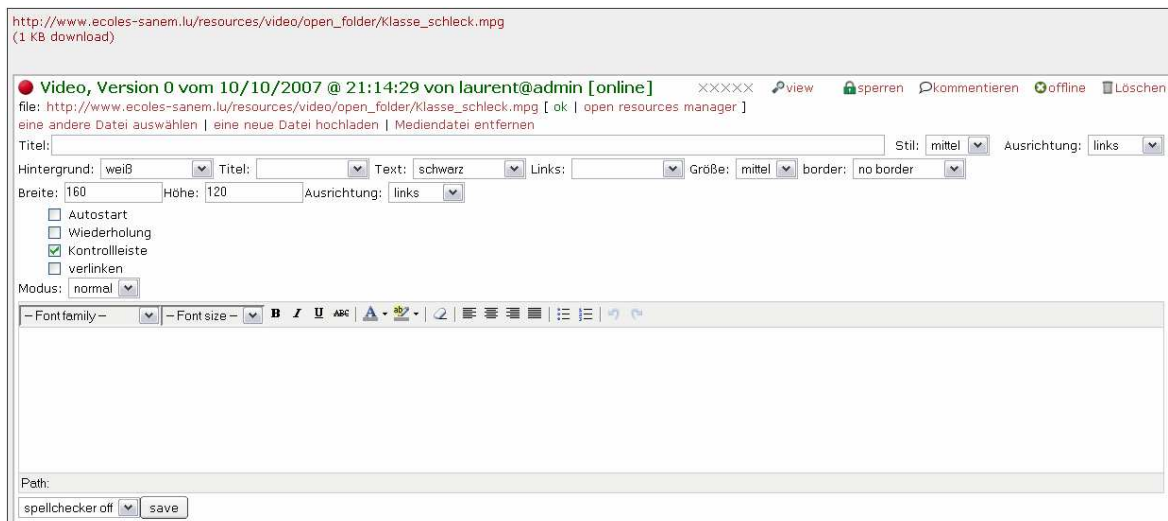 http://www.ecoles-sanem.lu/resources/video/open_folder/Klasse_schleck.mpg
(1 KB download)
Video, Version 0 vom 10/10/2007 @ 21:14:29 von laurent@admin [online] XXXXX view sperren kommentieren offline Löschen
file: http://www.ecoles-sanem.lu/resources/video/open_folder/Klasse_schleck.mpg [ ok | open resources manager ]
eine andere Datei auswählen | eine neue Datei hochladen | Mediendatei entfernen
Titel: Stil: mittel Ausrichtung: links
Hintergrund: weiß Titel: Text: schwarz Links: Größe: mittel border: no border
Breite: 160 Höhe: 120 Ausrichtung: links
Autostart
Wiederholung
Kontrollleiste
verlinken
Modus: normal
-- Font family -- -- Font size -- B I U ABC A ab
Path:
spellchecker off save